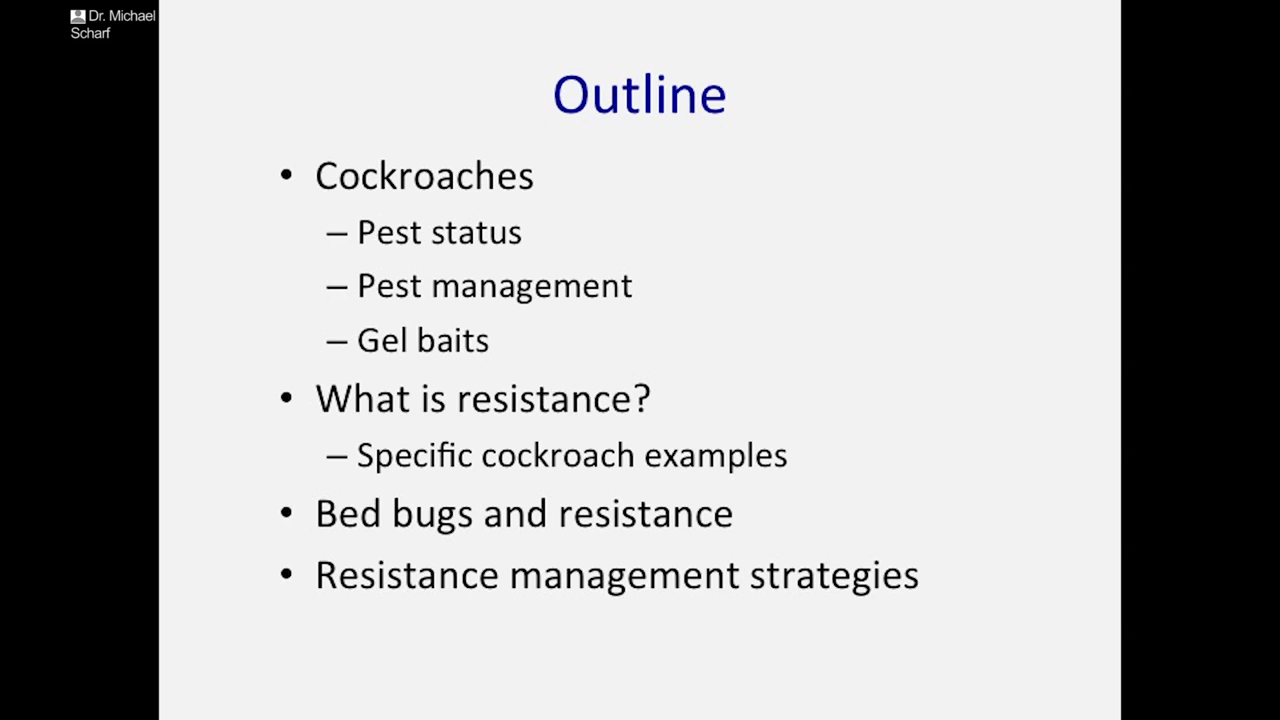 Dr. Michael
Scharf
Outline
• Cockroaches
– Pest status
– Pest management
– Gel baits
• What is resistance?
– Specific cockroach examples
• Bed bugs and resistance
• Resistance management strategies